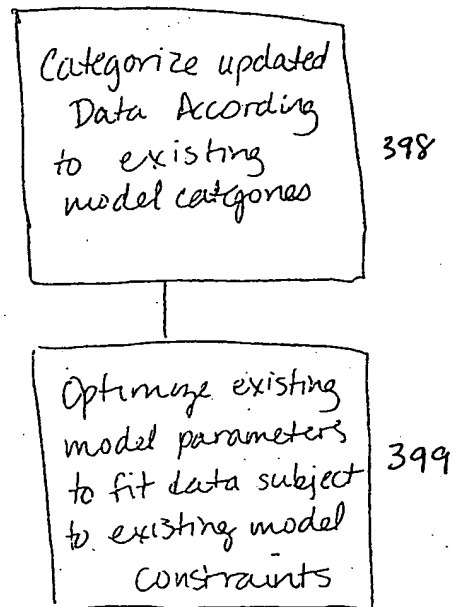 Categorize updated
Data According
to existing
model catgories
398
Optimize existing
model parameters
to fit data subject
to existing model
constraints
399